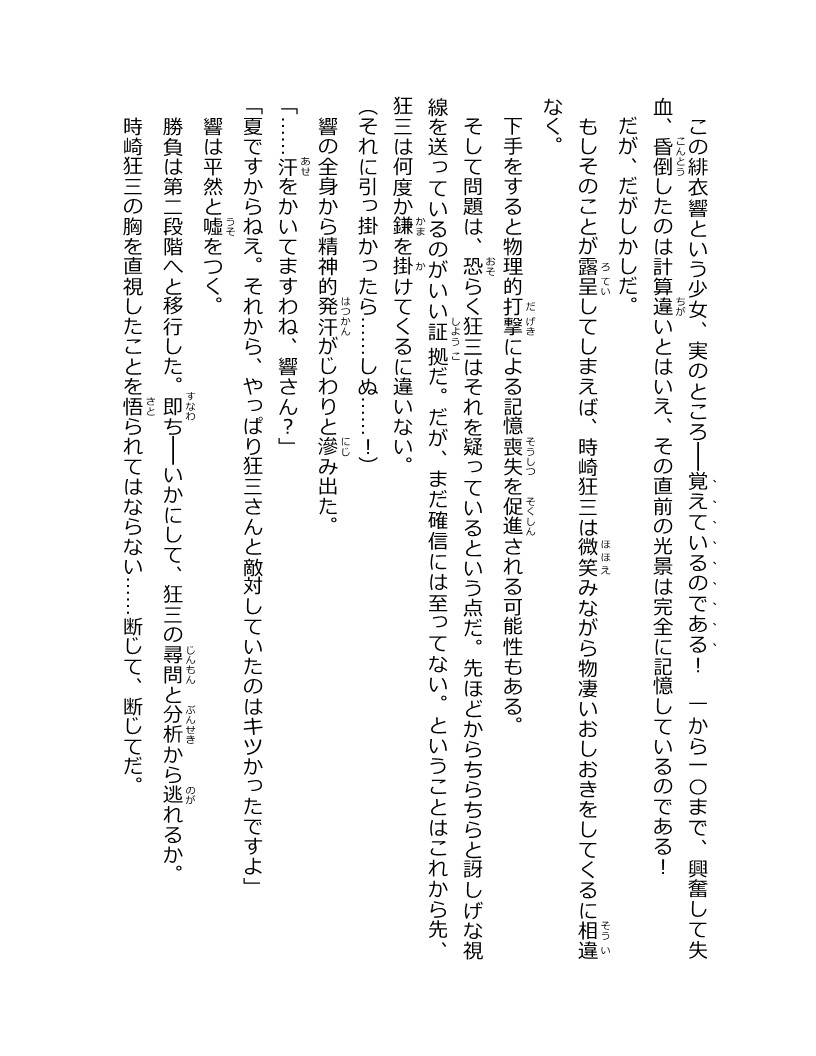 この緋衣響という少女、実のところ──覚えているのである！　一から一〇まで、興奮して失
血、昏倒したのは計算違いとはいえ、その直前の光景は完全に記憶しているのである！
だが、だがしかしだ。
もしそのことが露呈してしまえば、時崎狂三は微笑みながら物凄いおしおきをしてくるに相違
なく。
下手をすると物理的打撃による記憶喪失を促進される可能性もある。
そして問題は、恐らく狂三はそれを疑っているという点だ。先ほどからちらちらと訝しげな視
線を送っているのがいい証拠だ。だが、まだ確信には至ってない。ということはこれから先、
狂三は何度か鎌を掛けてくるに違いない。
（それに引っ掛かったら……しぬ……！）
響の全身から精神的発汗がじわりと滲み出た。
「……汗をかいてますわね、響さん？」
「夏ですからねえ。それから、やっぱり狂三さんと敵対していたのはキツかったですよ」
響は平然と嘘をつく。
勝負は第二段階へと移行した。即ち──いかにして、狂三の尋問と分析から逃れるか。
時崎狂三の胸を直視したことを悟られてはならない……断じて、断じてだ。